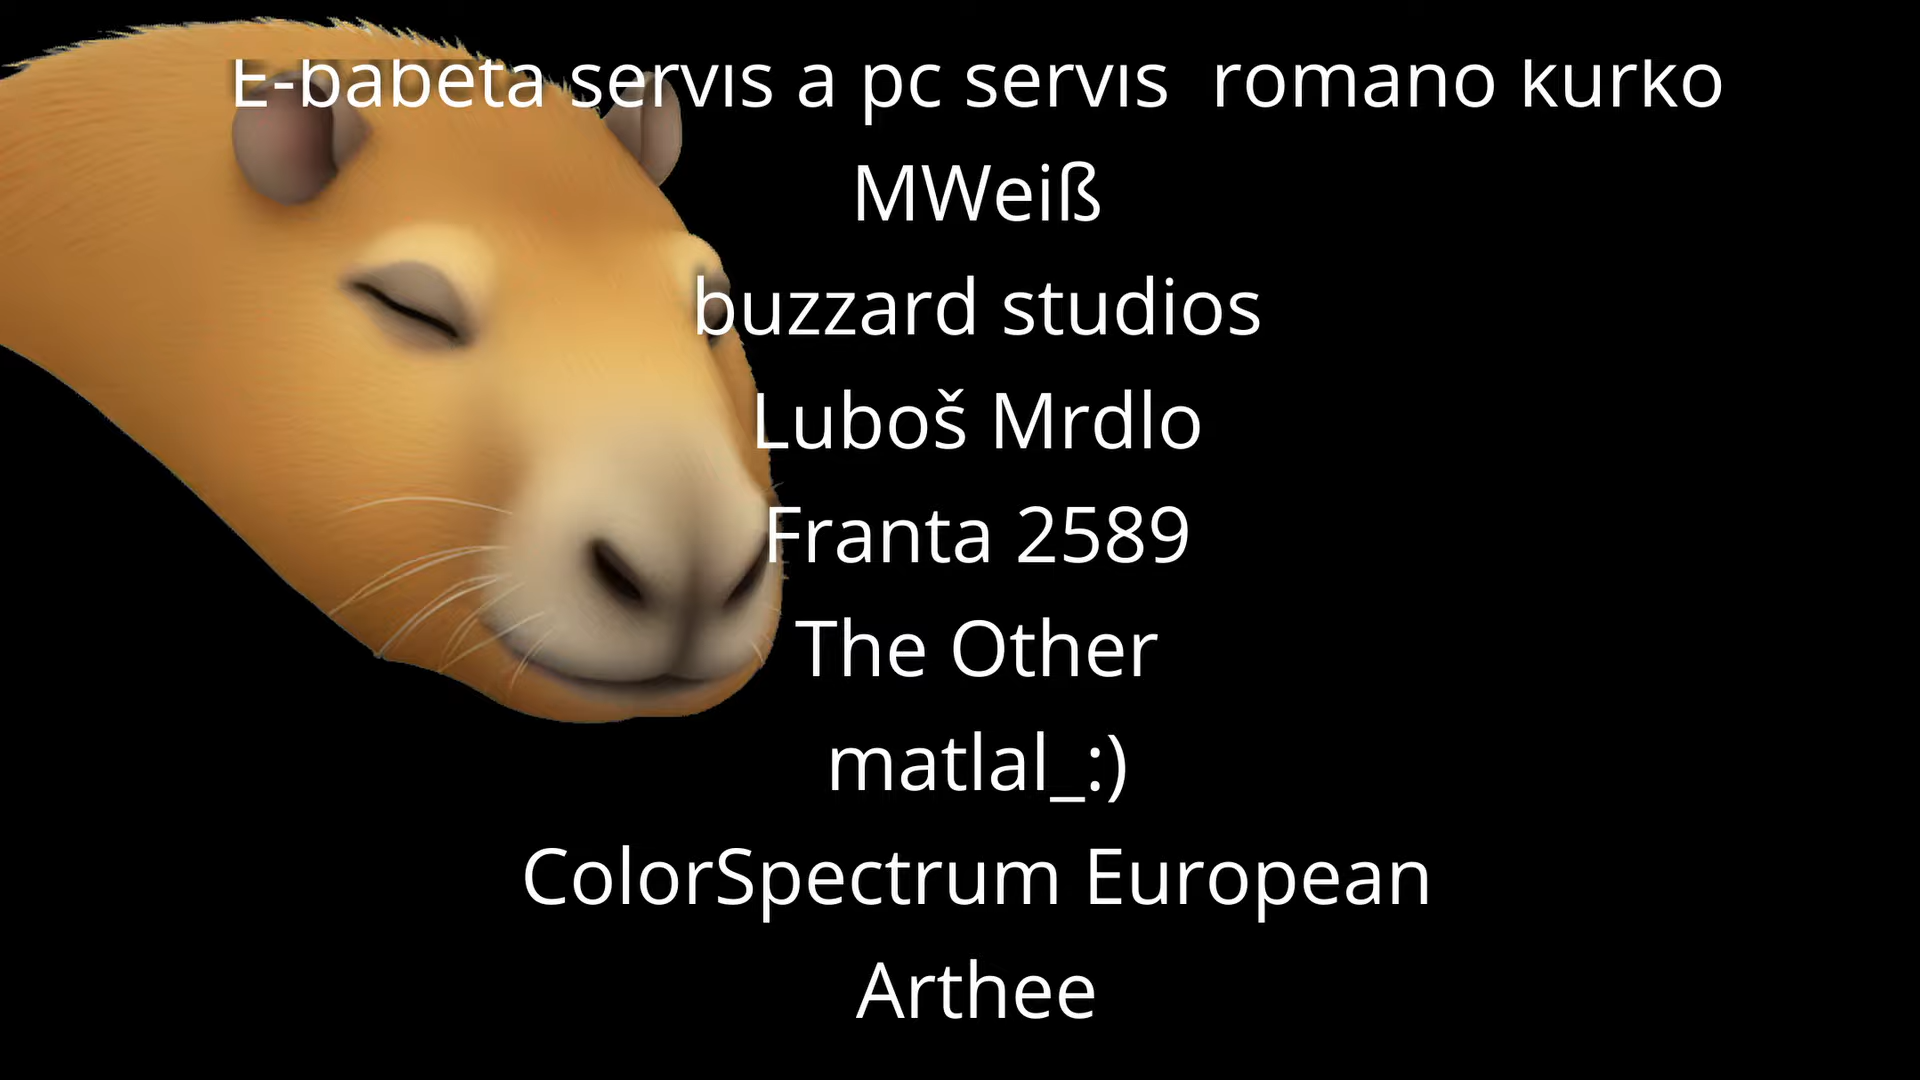 E-babeta servis a pc servis  romano kurko
MWeiß
buzzard studios
Luboš Mrdlo
Franta 2589
The Other
matlal_:)
ColorSpectrum European
Arthee